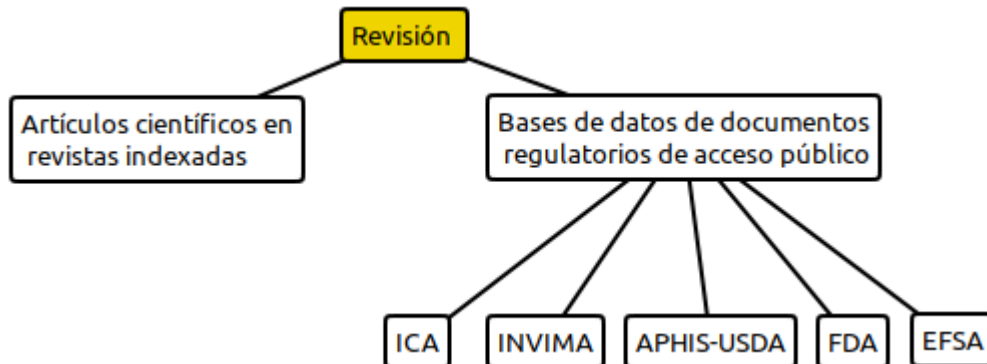 Revisión
Artículos científicos en
revistas indexadas
Bases de datos de documentos
regulatorios de acceso público
ICA
INVIMA
APHIS-USDA
FDA
EFSA